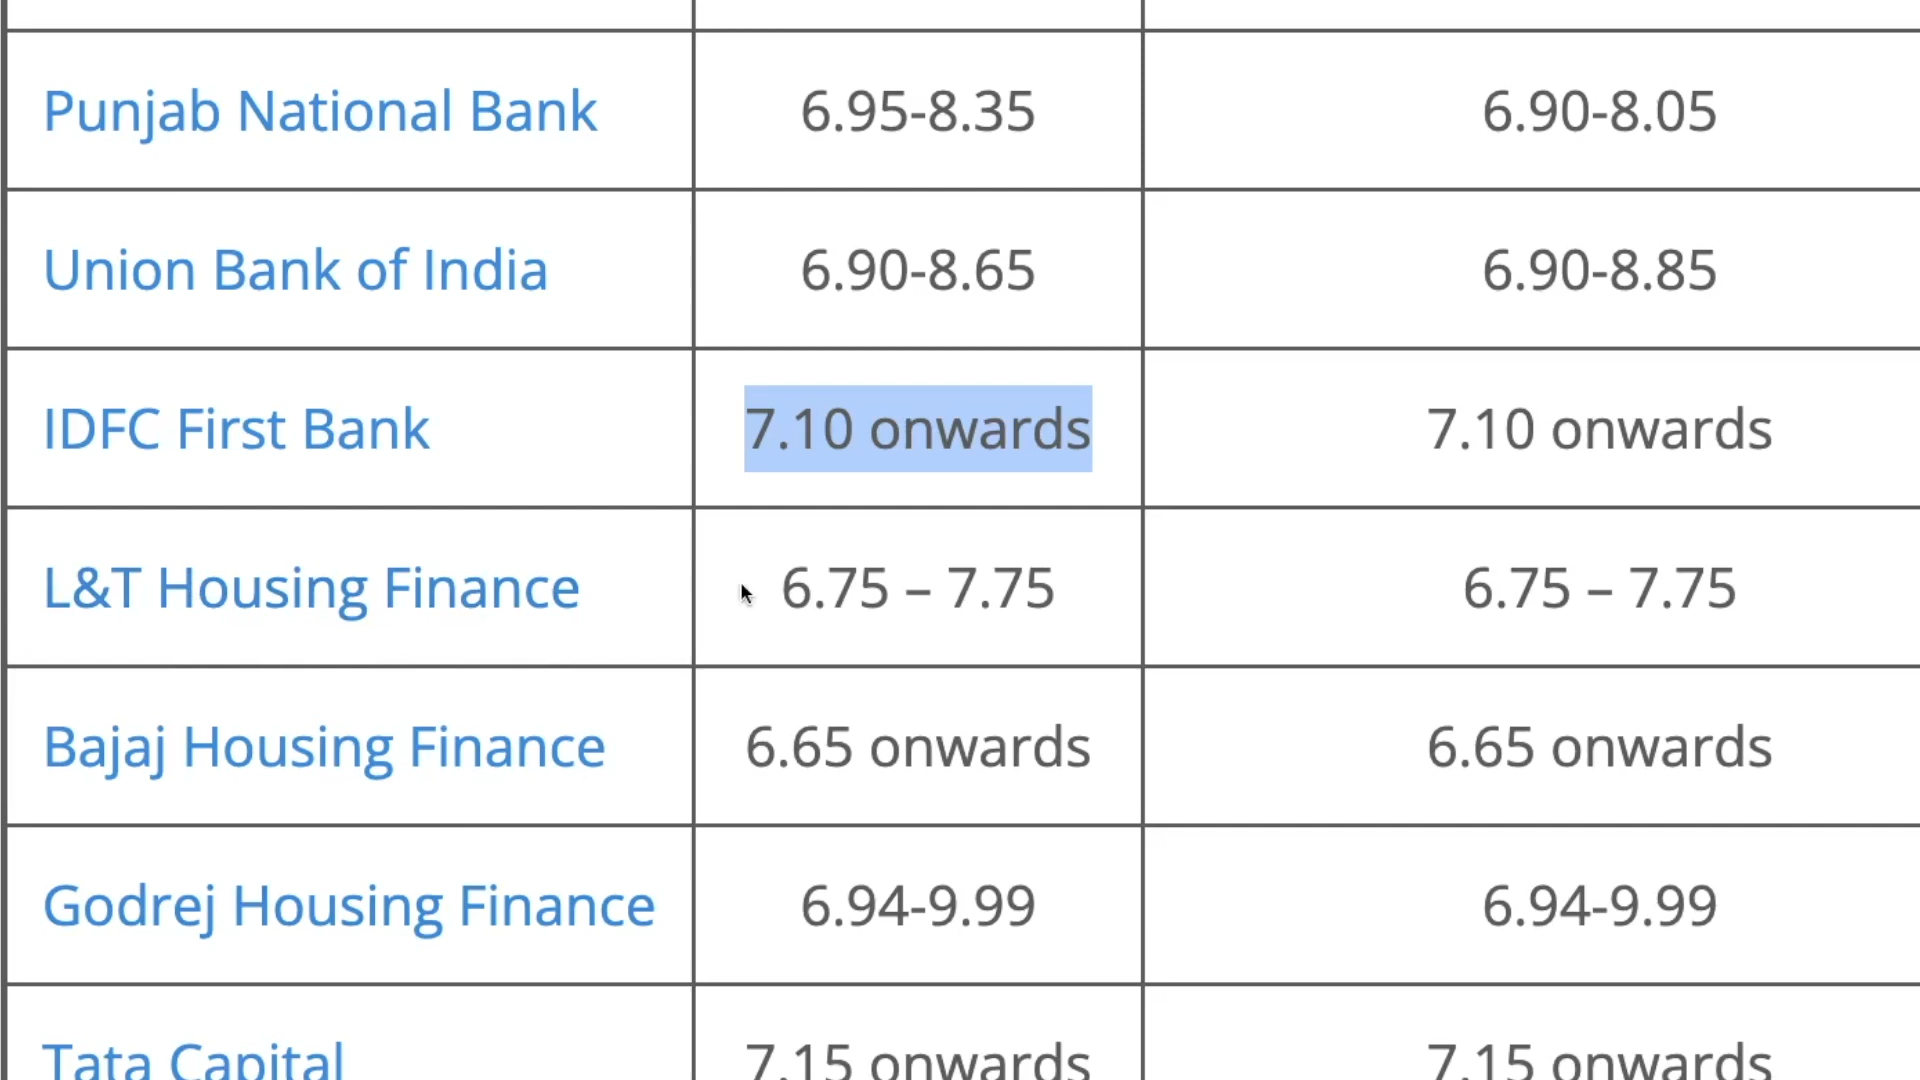 Punjab National Bank 6.95-8.35 6.90-8.05
Union Bank of India 6.90-8.65 6.90-8.85
IDFC First Bank 7.10 onwards 7.10 onwards
L&T Housing Finance 6.75 – 7.75 6.75 – 7.75
Bajaj Housing Finance 6.65 onwards 6.65 onwards
Godrej Housing Finance 6.94-9.99 6.94-9.99
Tata Capital 7.15 onwards 7.15 onwards